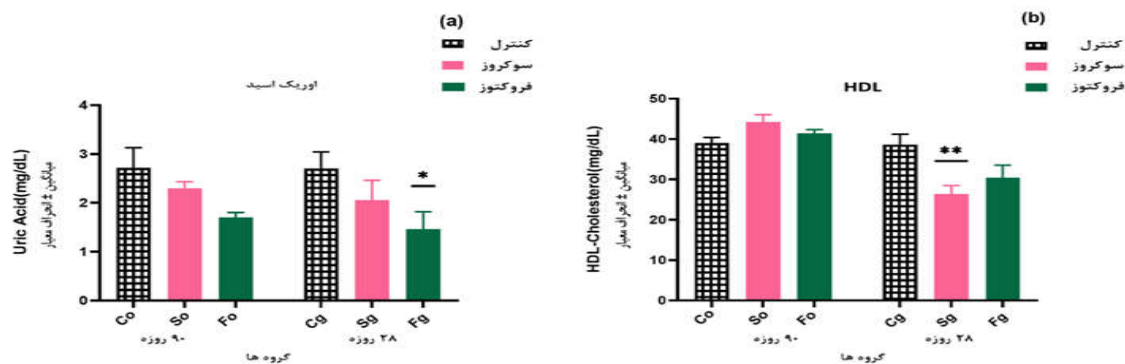 (a)
کنترل
سوکروز
فروکتوز
اوریک اسید
Uric Acid(mg/dL)
میانگین ± انحراف معیار
4
3
2
1
0
*
Co So Fo Cg Sg Fg
۹۰ روزه ۳۸ روزه
گروه ها
(b)
کنترل
سوکروز
فروکتوز
HDL
HDL-Cholesterol(mg/dL)
میانگین ± انحراف معیار
50
40
30
20
10
0
**
Co So Fo Cg Sg Fg
۹۰ روزه ۳۸ روزه
گروه ها